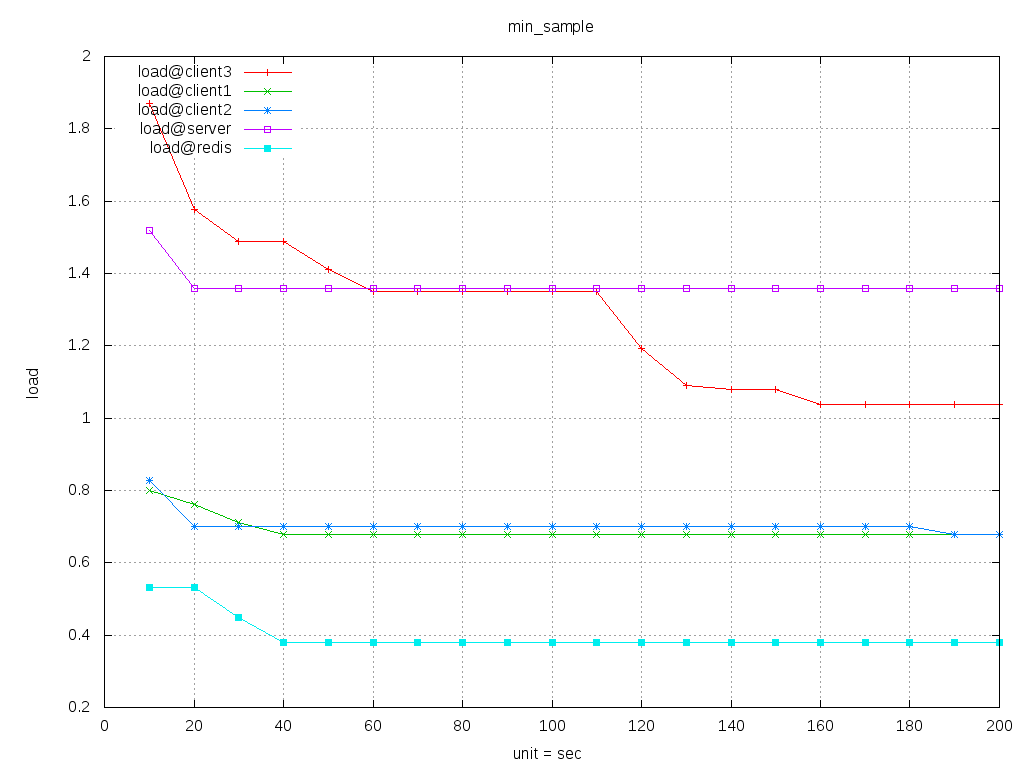 min_sample
load@client3
load@client1
load@client2
load@server
load@redis
2
1.8
1.6
1.4
1.2
1
0.8
0.6
0.4
0.2
load
0 20 40 60 80 100 120 140 160 180 200
unit = sec